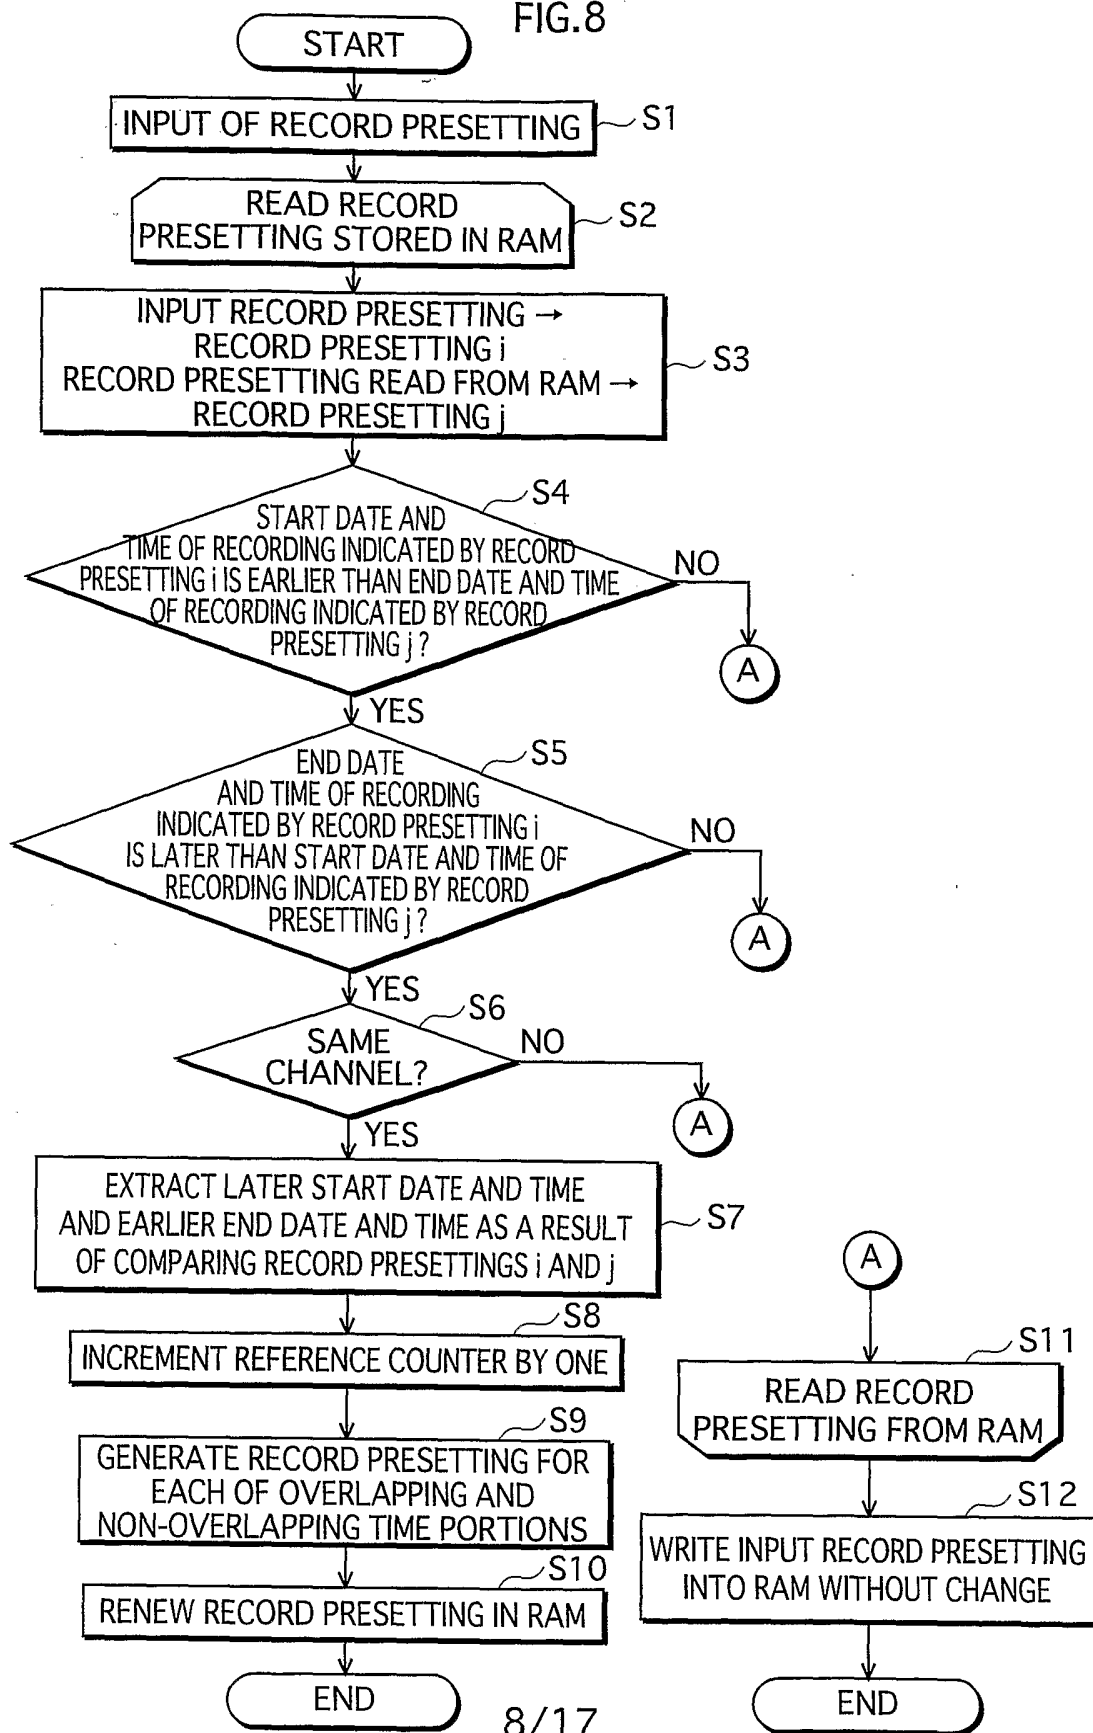 FIG.8
START
INPUT OF RECORD PRESETTING
S1
READ RECORD
PRESETTING STORED IN RAM
S2
INPUT RECORD PRESETTING →
RECORD PRESETTING i
RECORD PRESETTING READ FROM RAM →
RECORD PRESETTING j
S3
S4
START DATE AND
TIME OF RECORDING INDICATED BY RECORD
PRESETTING i IS EARLIER THAN END DATE AND TIME
OF RECORDING INDICATED BY RECORD
PRESETTING j ?
NO
A
YES
S5
END DATE
AND TIME OF RECORDING
INDICATED BY RECORD PRESETTING i
IS LATER THAN START DATE AND TIME OF
RECORDING INDICATED BY RECORD
PRESETTING j ?
NO
A
YES
S6
SAME
CHANNEL?
NO
A
YES
EXTRACT LATER START DATE AND TIME
AND EARLIER END DATE AND TIME AS A RESULT
OF COMPARING RECORD PRESETTINGS i AND j
S7
S8
INCREMENT REFERENCE COUNTER BY ONE
S9
GENERATE RECORD PRESETTING FOR
EACH OF OVERLAPPING AND
NON-OVERLAPPING TIME PORTIONS
S10
RENEW RECORD PRESETTING IN RAM
END
A
S11
READ RECORD
PRESETTING FROM RAM
S12
WRITE INPUT RECORD PRESETTING
INTO RAM WITHOUT CHANGE
END
8/17